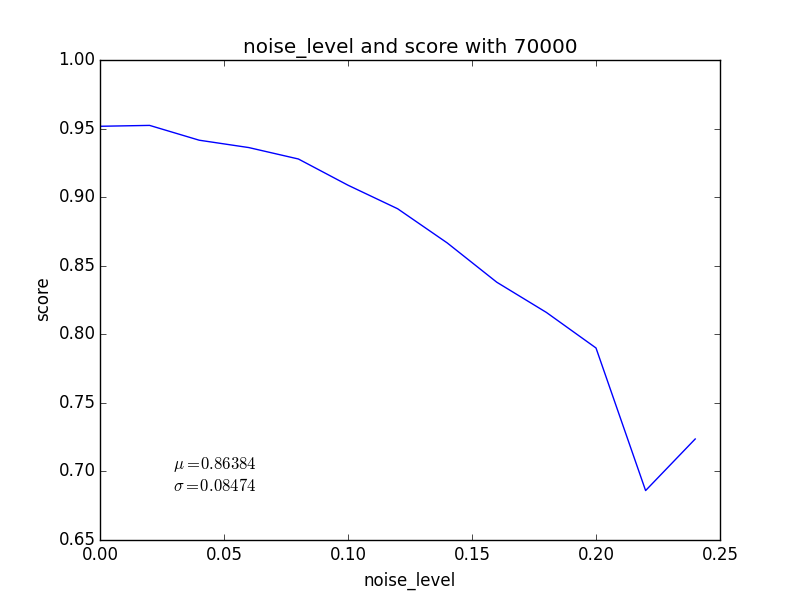 noise_level and score with 70000
1.00
0.95
0.90
0.85
0.80
0.75
0.70
0.65
score
μ=0.86384
σ=0.08474
0.00 0.05 0.10 0.15 0.20 0.25
noise_level